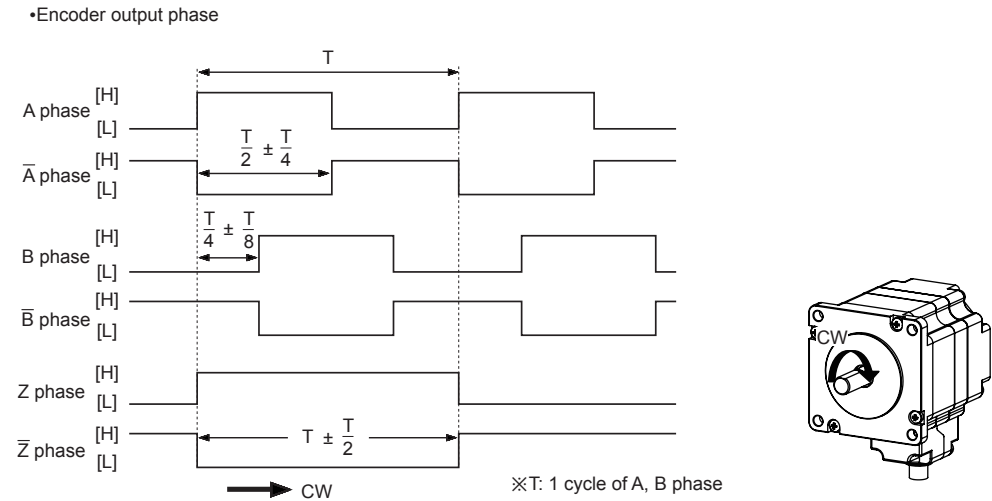 •Encoder output phase
T
A phase [H]
[L]
T/2 ± T/4
A̅ phase [H]
[L]
T/4 ± T/8
B phase [H]
[L]
B̅ phase [H]
[L]
Z phase [H]
[L]
Z̅ phase [H]
[L]
T ± T/2
CW
※T: 1 cycle of A, B phase
CW